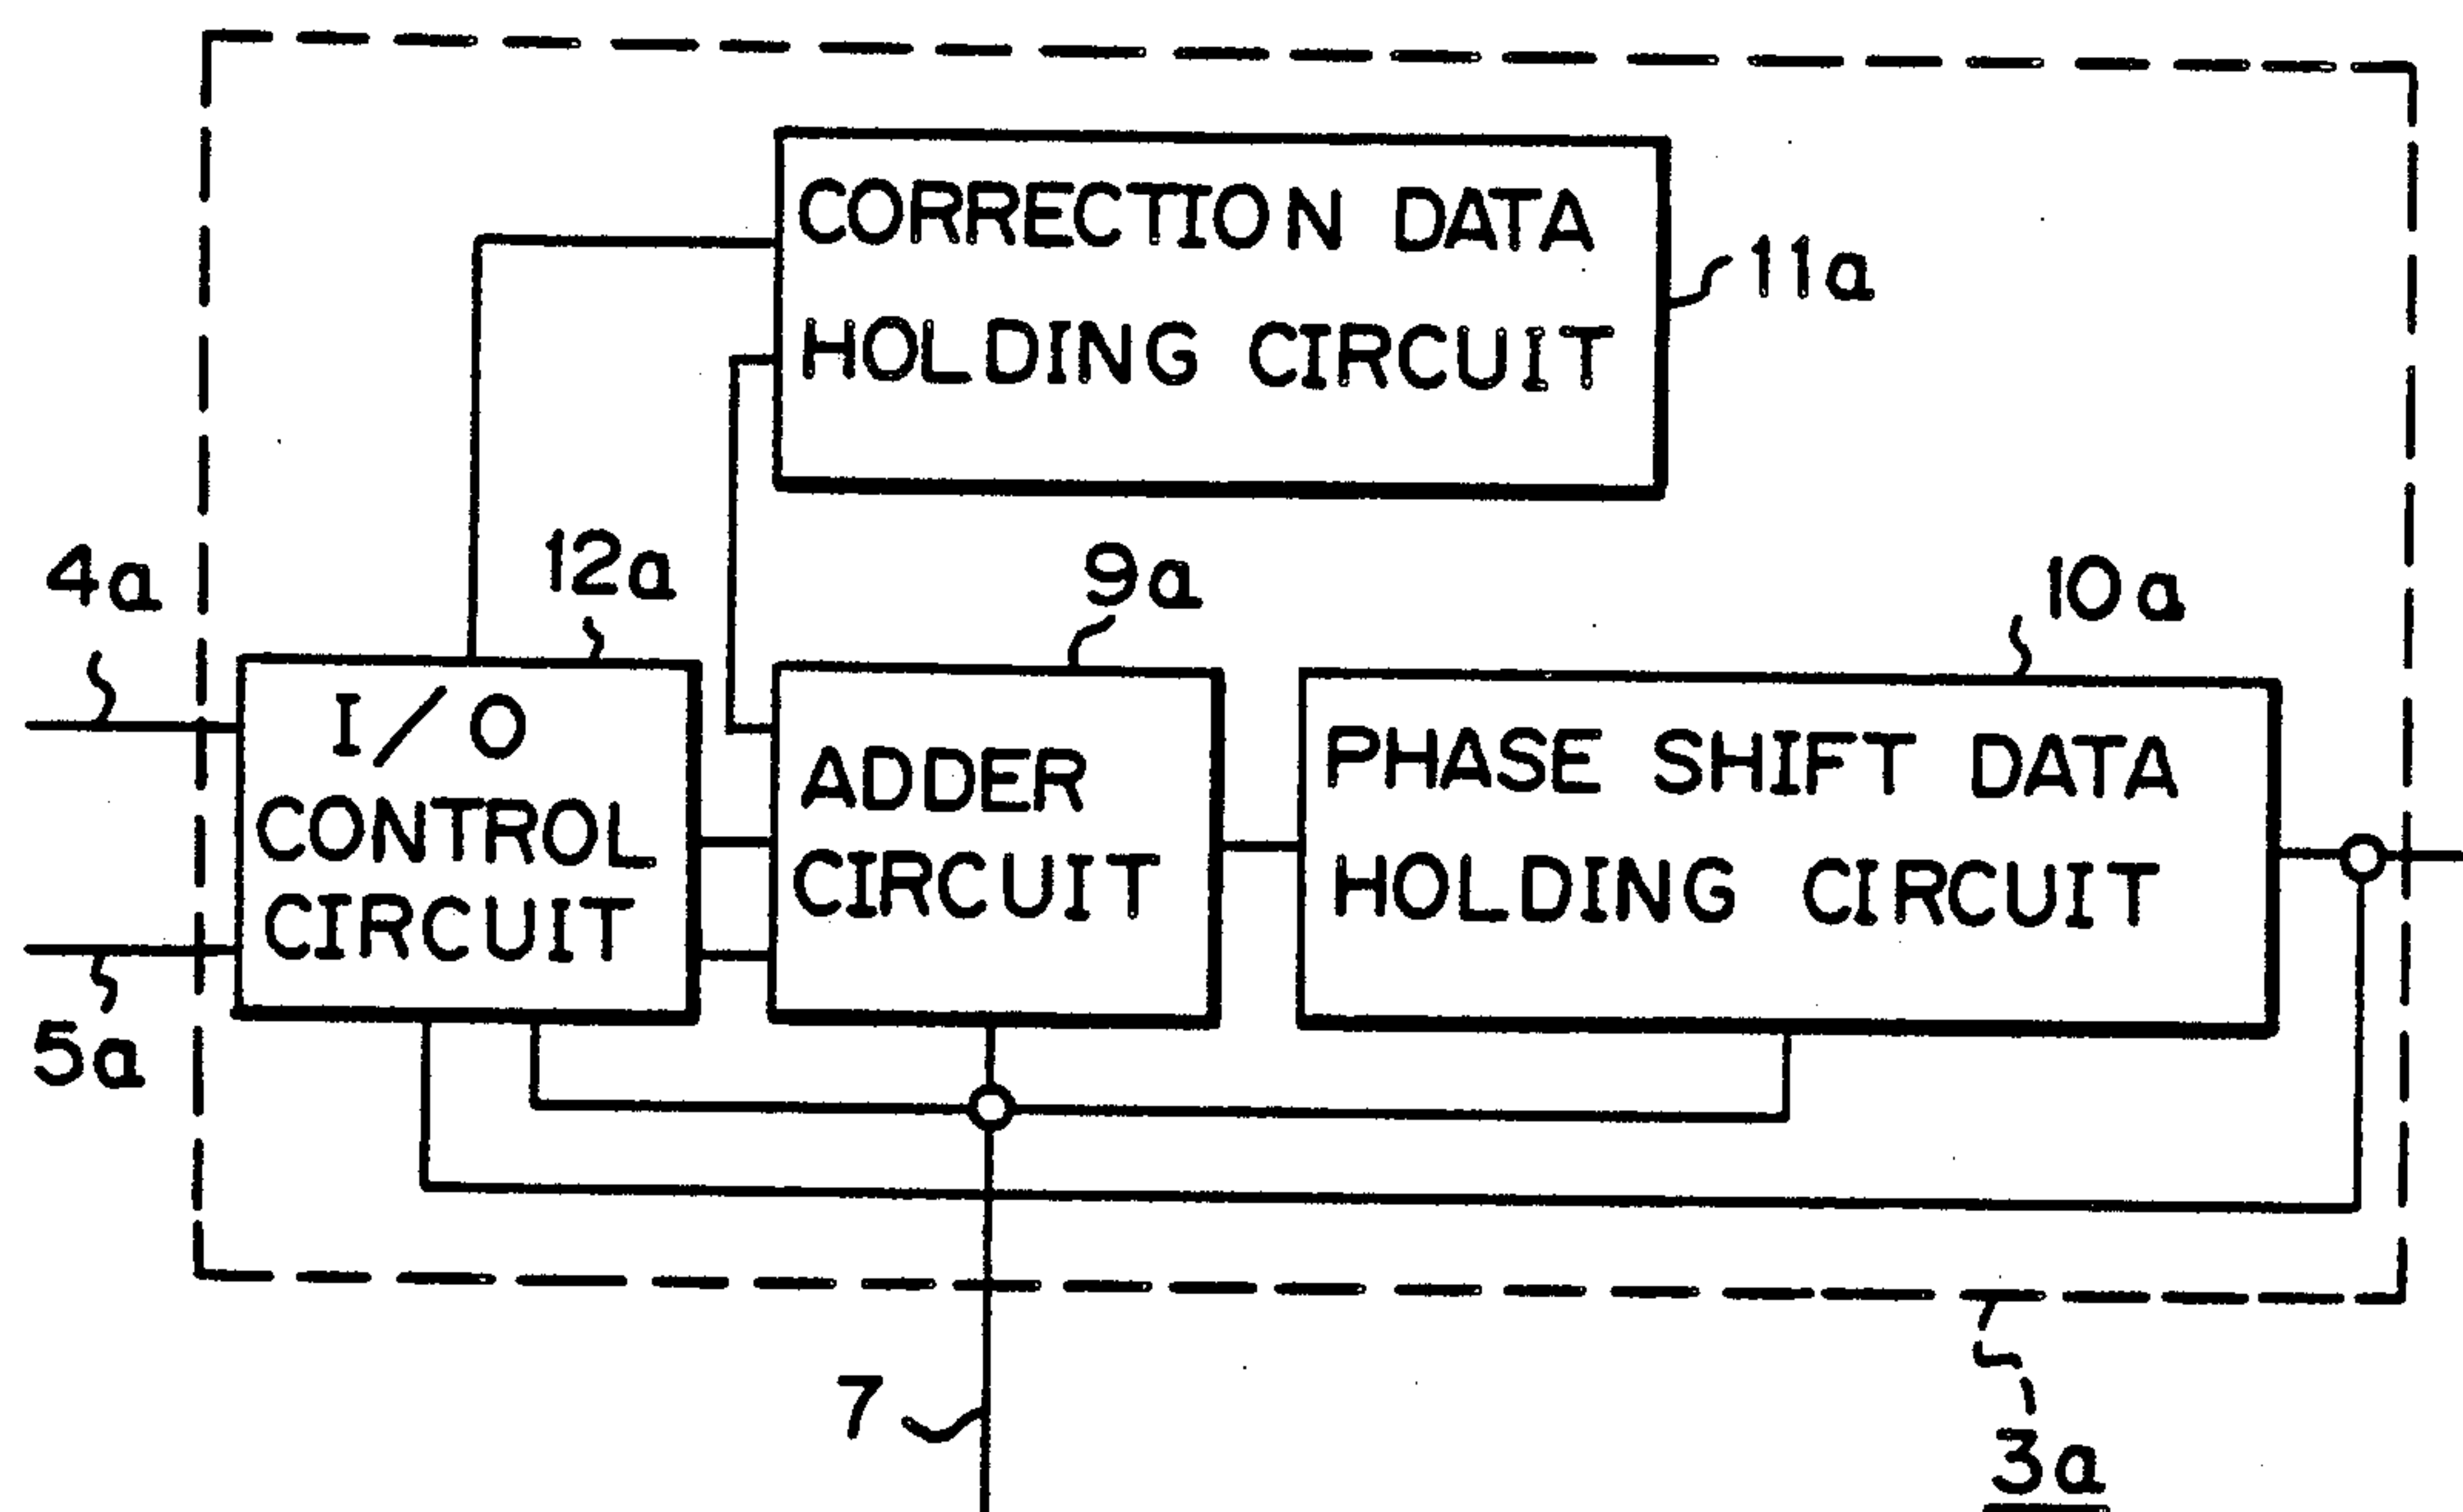 CORRECTION DATA
HOLDING CIRCUIT
11a
4a
12a
9a
10a
I/O
CONTROL
CIRCUIT
ADDER
CIRCUIT
PHASE SHIFT DATA
HOLDING CIRCUIT
5a
7
3a